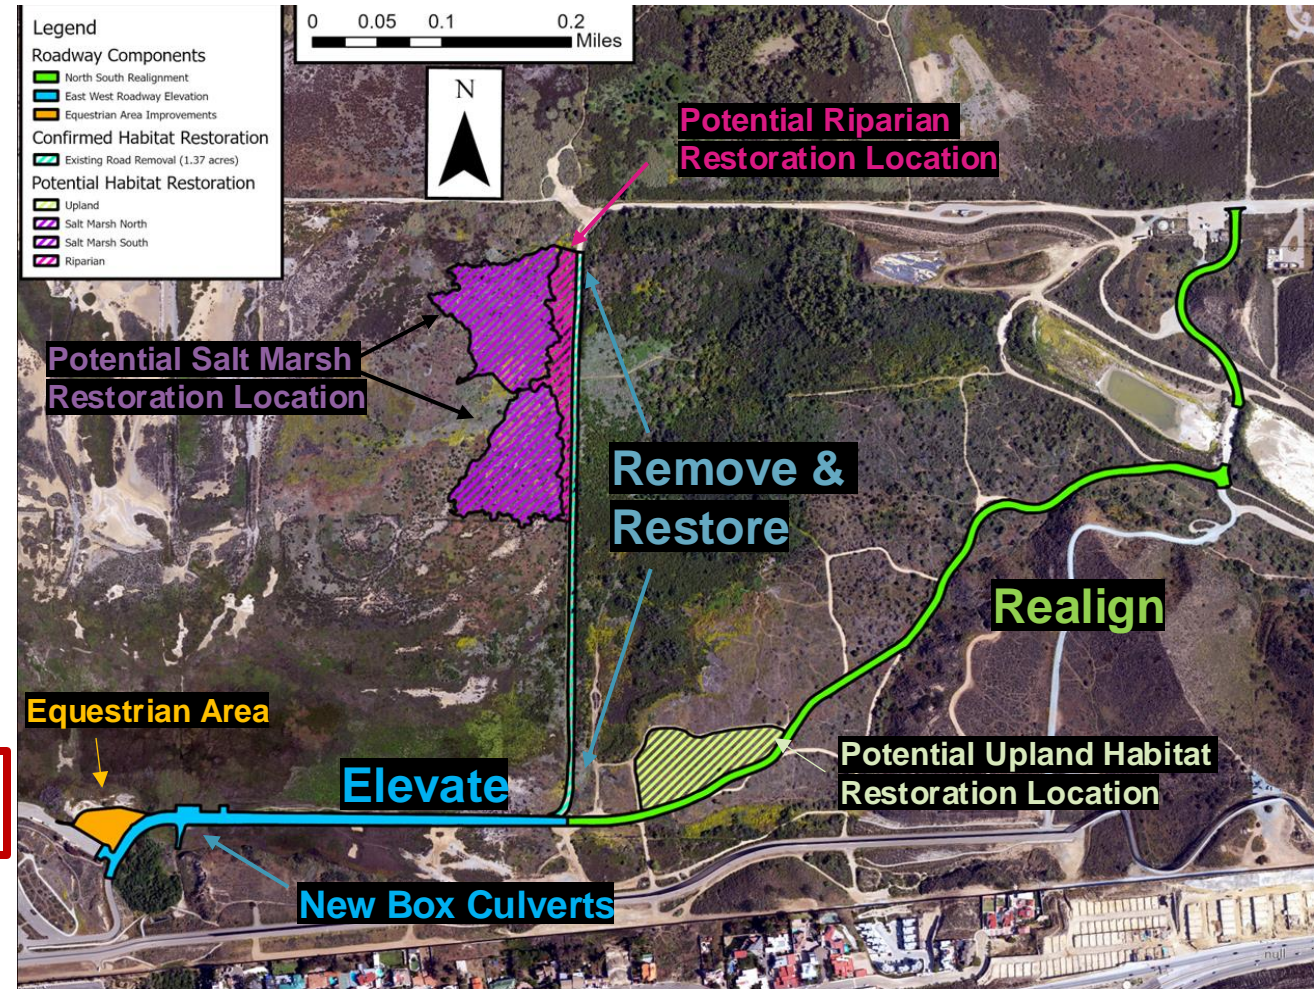 Legend
Roadway Components
North South Realignment
East West Roadway Elevation
Equestrian Area Improvements
Confirmed Habitat Restoration
Existing Road Removal (1.37 acres)
Potential Habitat Restoration
Upland
Salt Marsh North
Salt Marsh South
Riparian
0 0.05 0.1 0.2
Miles
N
Potential Riparian
Restoration Location
Potential Salt Marsh
Restoration Location
Remove &
Restore
Realign
Equestrian Area
Elevate
Potential Upland Habitat
Restoration Location
New Box Culverts
null